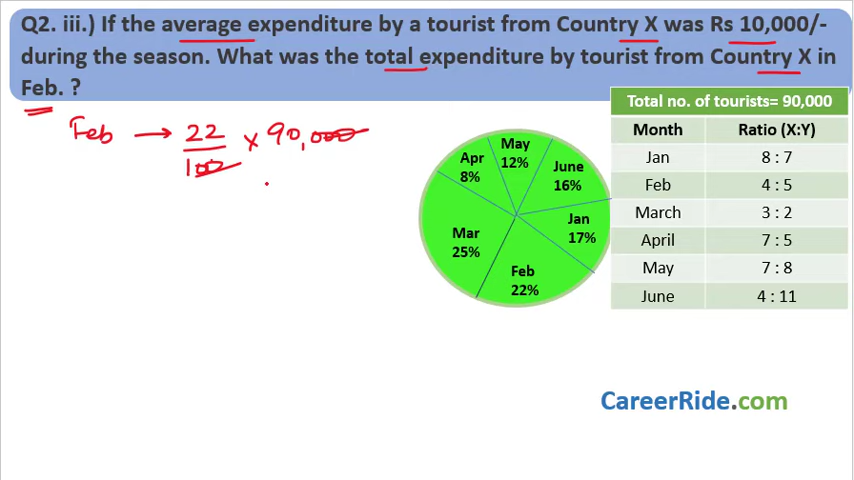 Q2. iii.) If the average expenditure by a tourist from Country X was Rs 10,000/-
during the season. What was the total expenditure by tourist from Country X in
Feb. ?
Feb → 22/100 x 90,000
Total no. of tourists= 90,000
Month Ratio (X:Y)
Jan 8 : 7
Feb 4 : 5
March 3 : 2
April 7 : 5
May 7 : 8
June 4 : 11
May
12%
Apr
8%
June
16%
Jan
17%
Mar
25%
Feb
22%
CareerRide.com